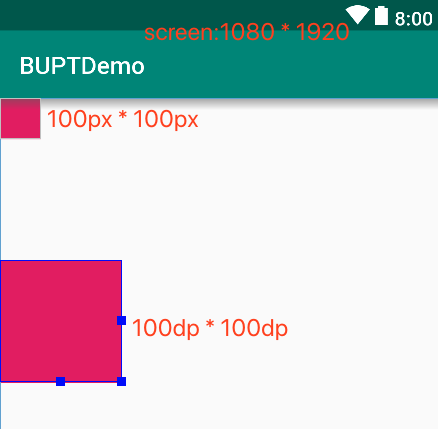 8:00
screen:1080 * 1920
BUPTDemo
100px * 100px
100dp * 100dp